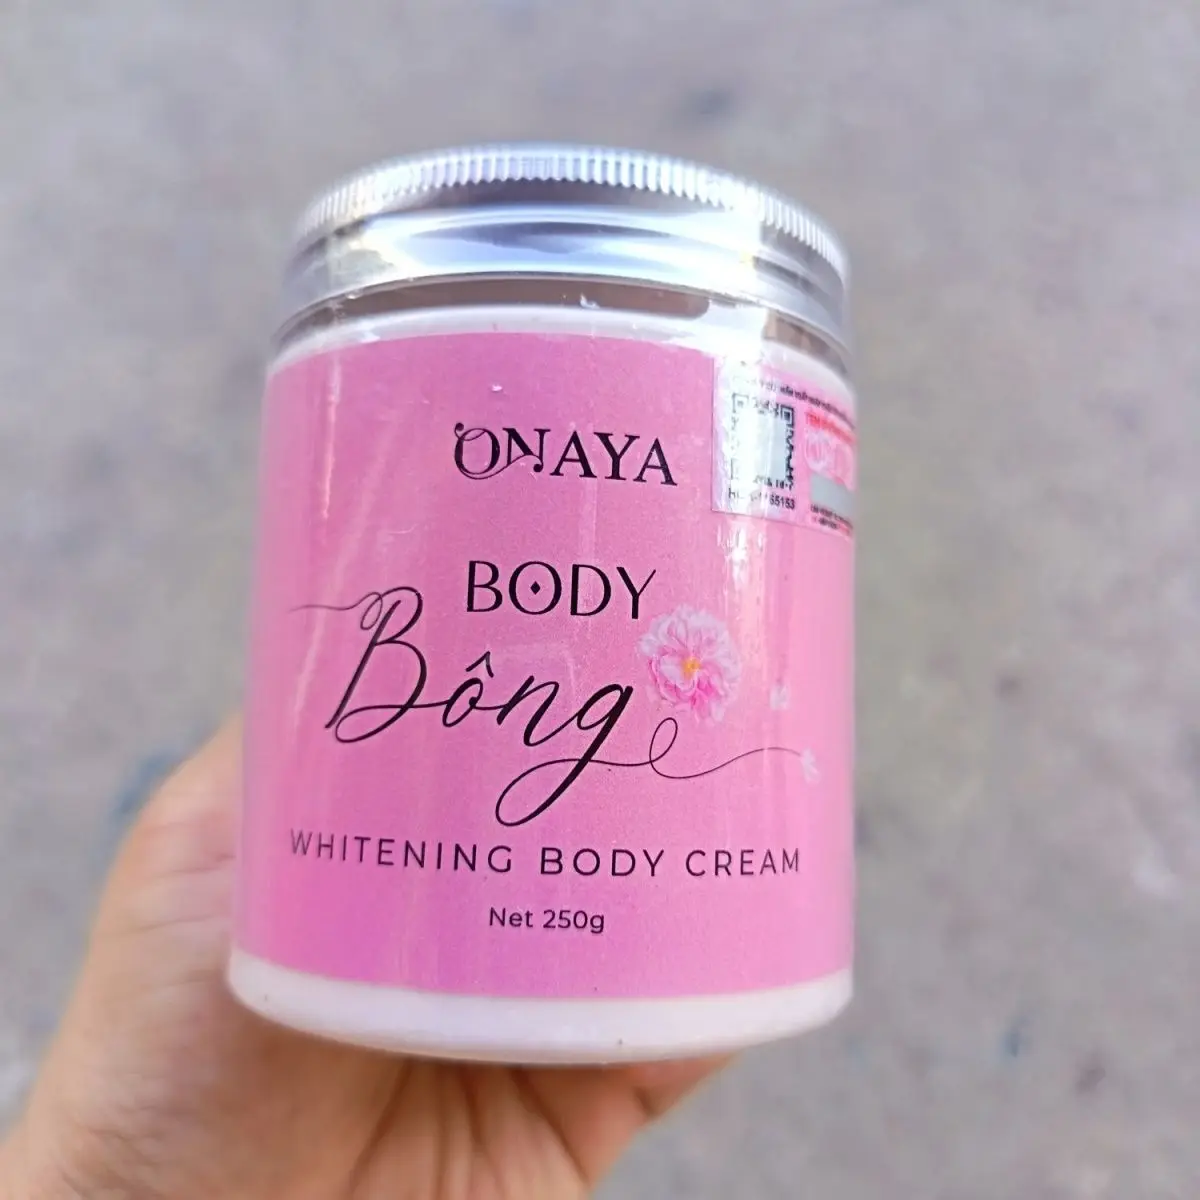 ONAYA
BODY
Bông
WHITENING BODY CREAM
Net 250g